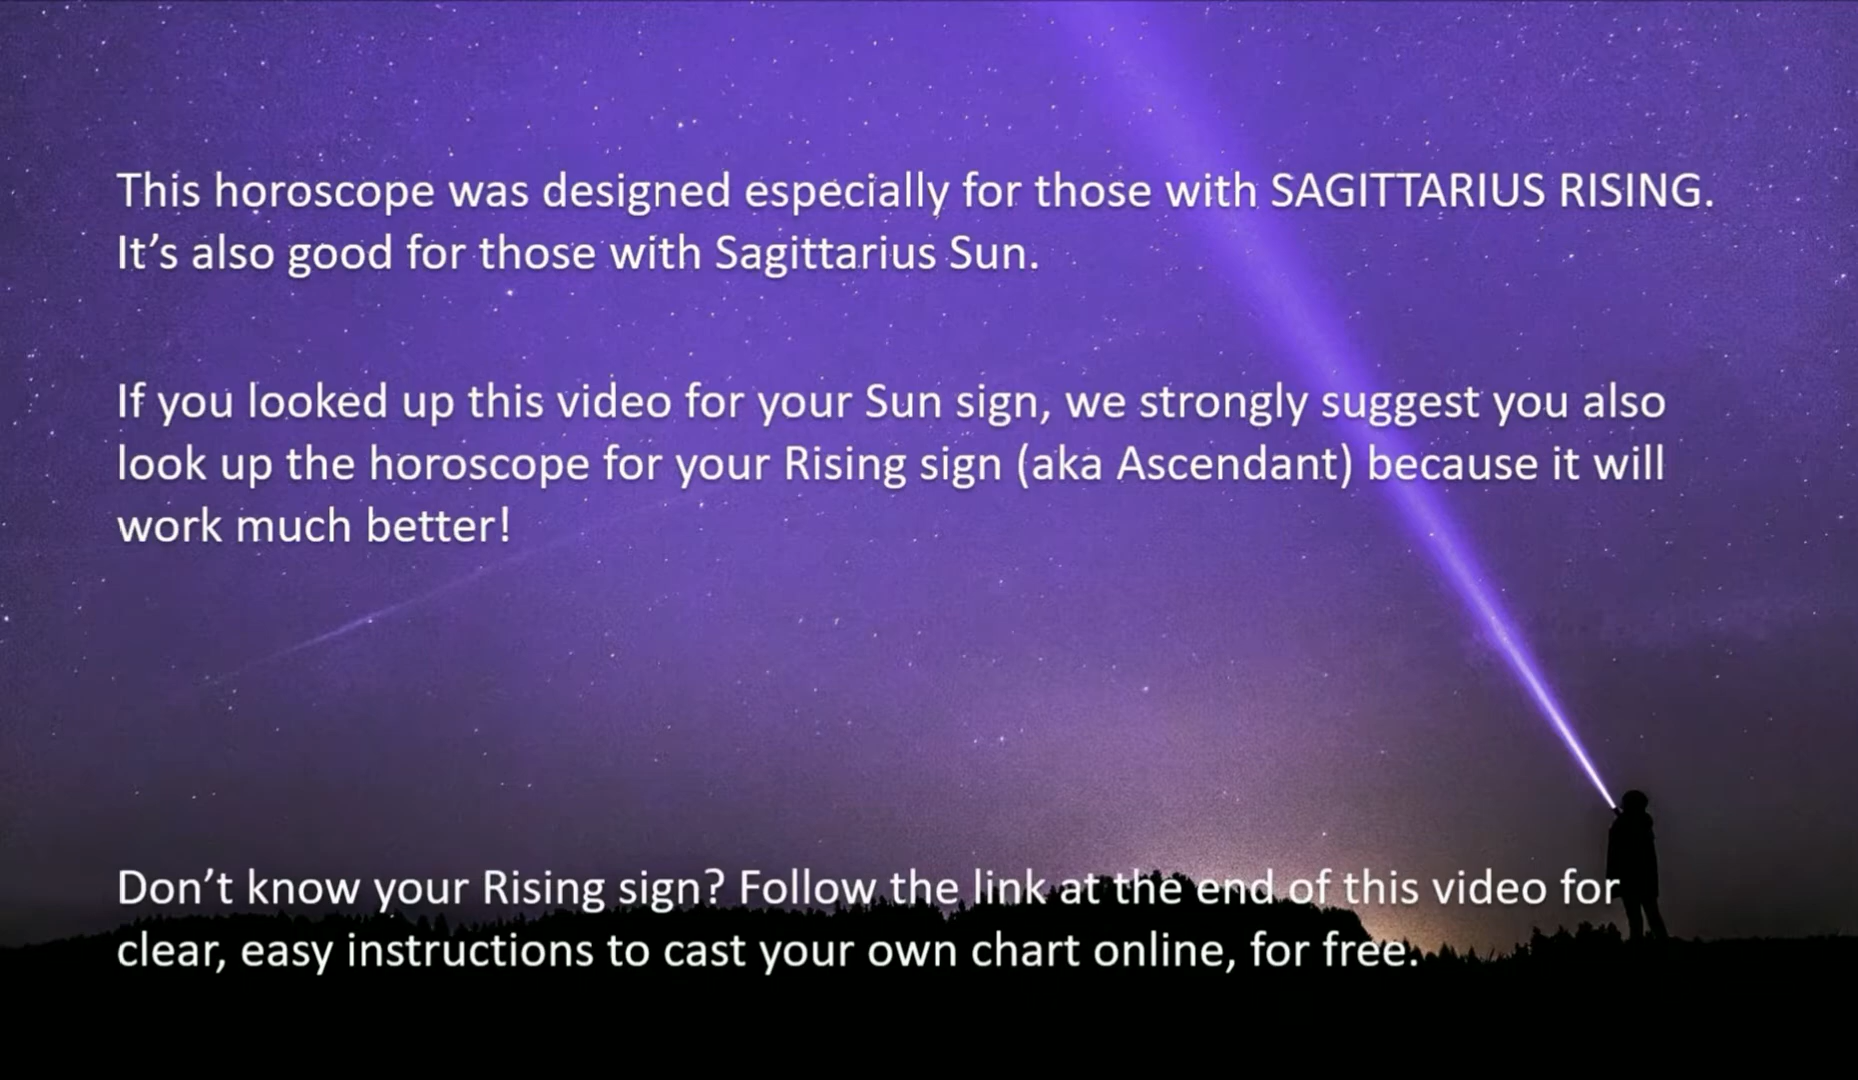 This horoscope was designed especially for those with SAGITTARIUS RISING.
It’s also good for those with Sagittarius Sun.
If you looked up this video for your Sun sign, we strongly suggest you also
look up the horoscope for your Rising sign (aka Ascendant) because it will
work much better!
Don’t know your Rising sign? Follow the link at the end of this video for
clear, easy instructions to cast your own chart online, for free.